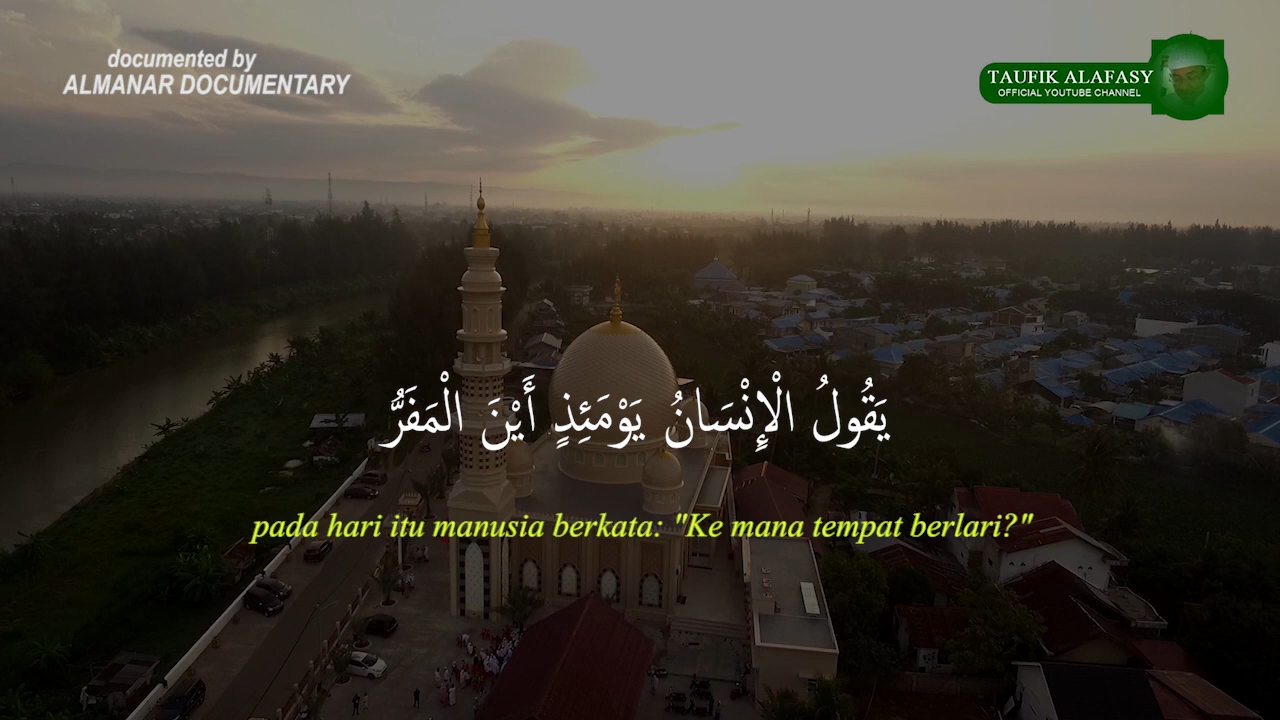 documented by
ALMANAR DOCUMENTARY
TAUFIK ALAFASY
OFFICIAL YOUTUBE CHANNEL
يَقُولُ الْإِنْسَانُ يَوْمَئِذٍ أَيْنَ الْمَفَرُّ
pada hari itu manusia berkata: "Ke mana tempat berlari?"